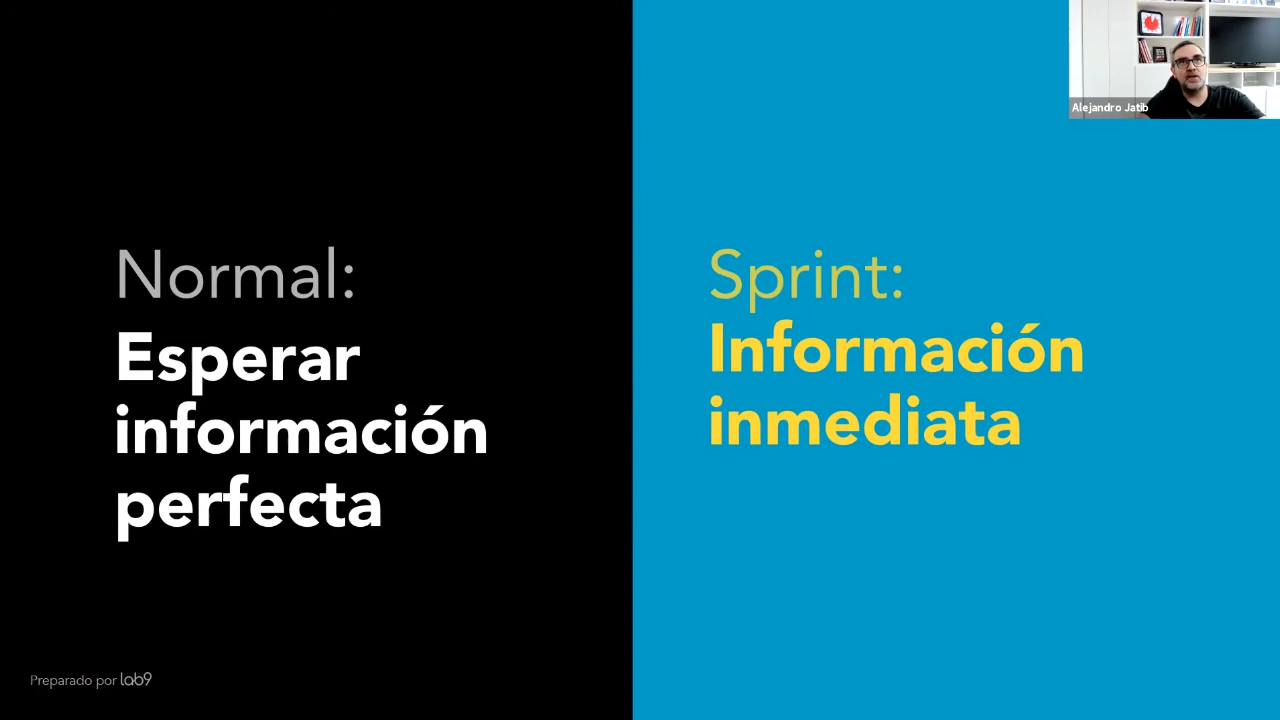 Alejandro Jatib
Normal:
Esperar
información
perfecta
Sprint:
Información
inmediata
Preparado por lab9